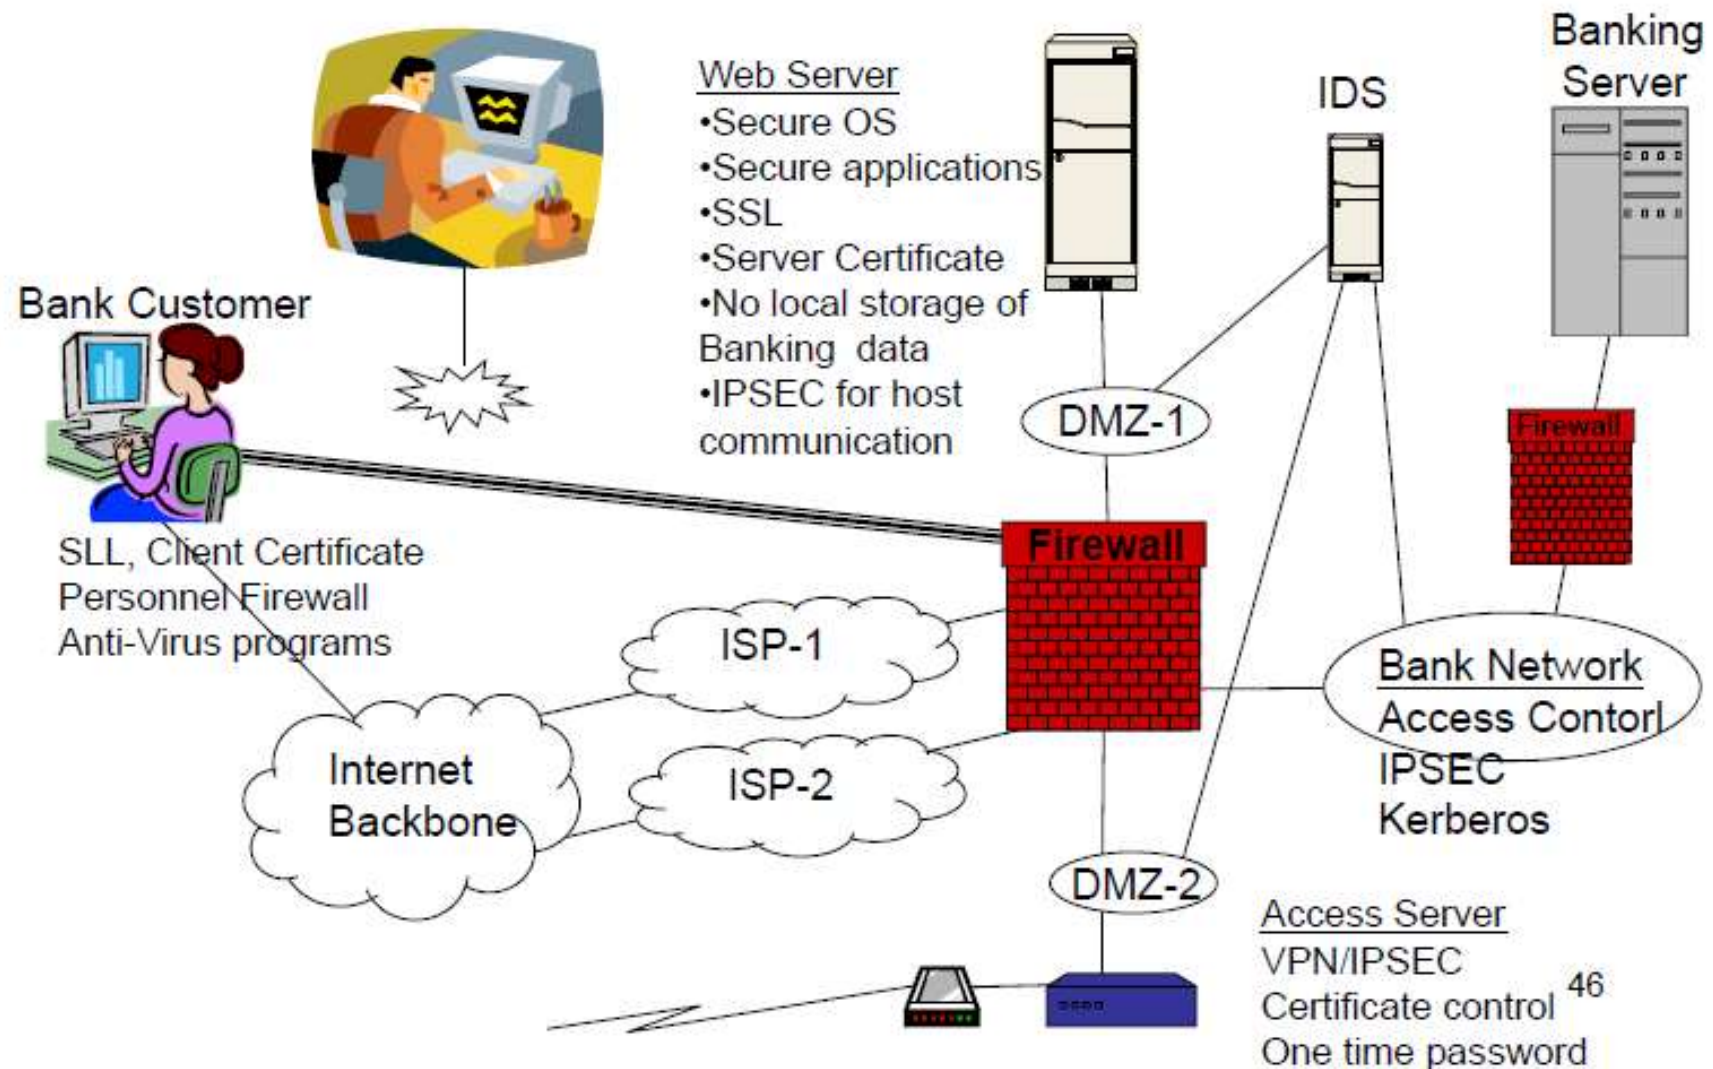 Web Server
•Secure OS
•Secure applications
•SSL
•Server Certificate
•No local storage of
Banking data
•IPSEC for host
communication
IDS
Banking
Server
Bank Customer
SLL, Client Certificate
Personnel Firewall
Anti-Virus programs
DMZ-1
Firewall
Firewall
ISP-1
ISP-2
Internet
Backbone
Bank Network
Access Contorl
IPSEC
Kerberos
DMZ-2
Access Server
VPN/IPSEC
Certificate control
One time password
46